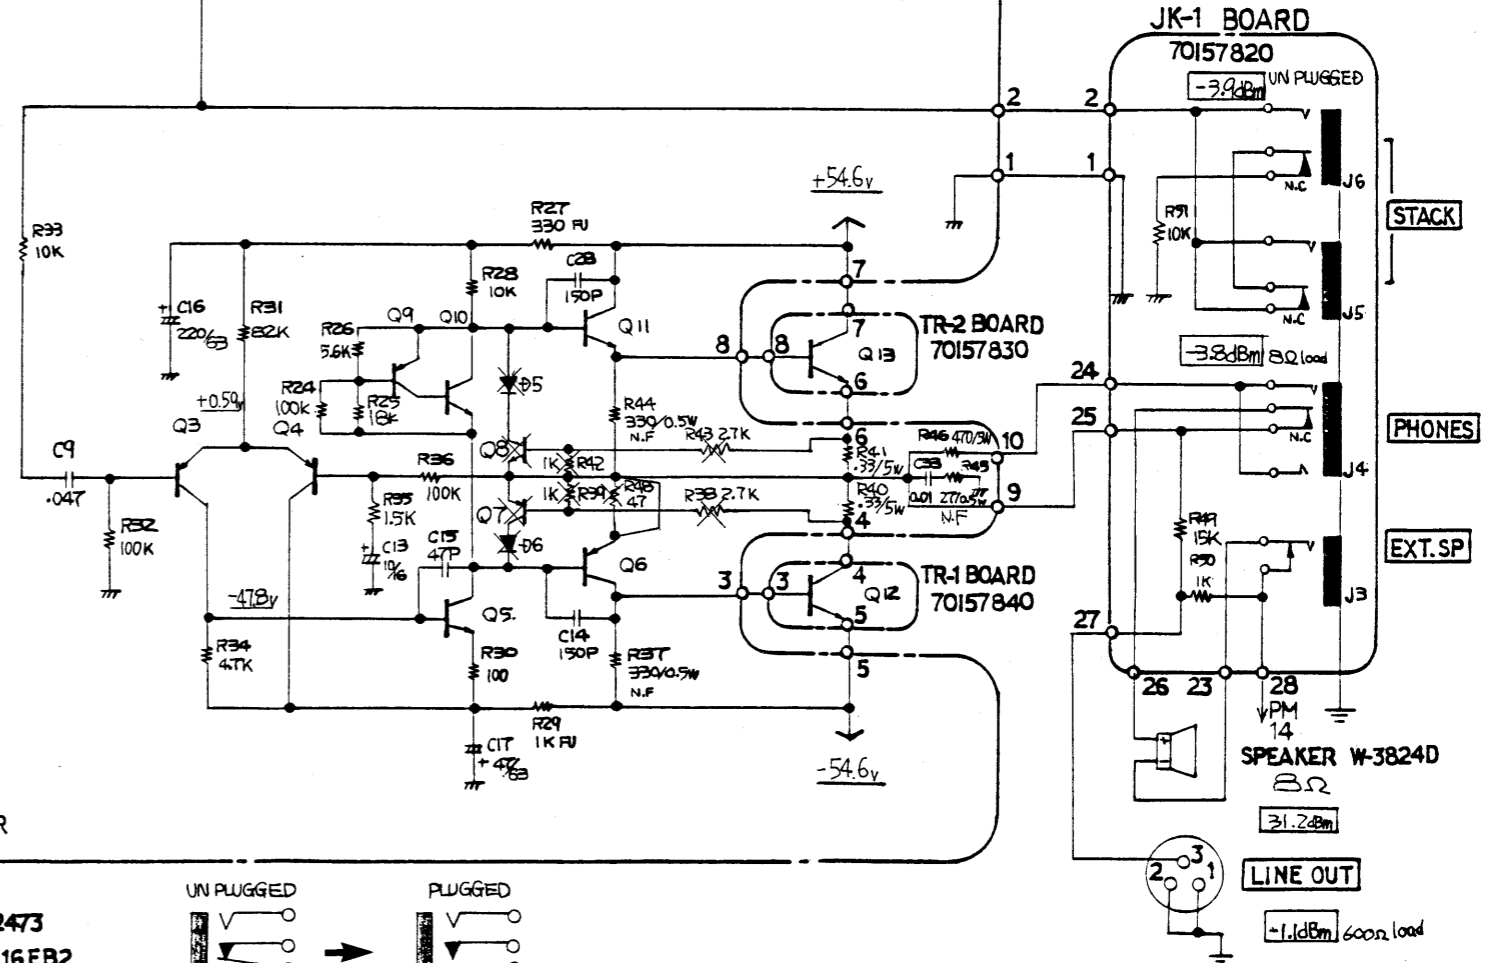 JK-1 BOARD
70157820
-3.9dBm UN PLUGGED
2 2
1 1
+54.6v
N.C
J6
STACK
R51
10K
R33
10K
R27
330 FU
C28
150P
7
N.C
J5
C16
220/63
R31
82K
R28
10K
Q9 Q10
Q11
R26
5.6K
7
TR-2 BOARD
70157830
8 8
Q13
6
-3.8dBm 8Ω load
24
D5
R24
100K
R25
18K
+0.59v
Q3 Q4
R44
330/0.5W
N.F
R43 2.7K
6
25
R41
.33/5W
R46 470/3W
10
N.C
PHONES
J4
Q8
1K R42
C9
.047
R36
100K
C33
R45
0.01
N.F
1K R39
47
R38 2.7K
R40
.33/5W
9
R35
1.5K
Q7
4
R32
100K
C13
10/16
C15
47P
D6
R49
15K
R50
1K
EXT.SP
J3
Q6
3 3
4
Q12
5
TR-1 BOARD
70157840
-47.8v
Q5.
C14
150P
27
R34
4.7K
R30
100
R37
330/0.5W
N.F
5
26 23 28
R29
1K FU
PM
14
C17
+ 47/63
-54.6v
+
-
SPEAKER W-3824D
8Ω
31.2dBm
R
3
2 1
LINE OUT
UN PLUGGED PLUGGED
2473
-1.1dBm 600Ω load
16EB2